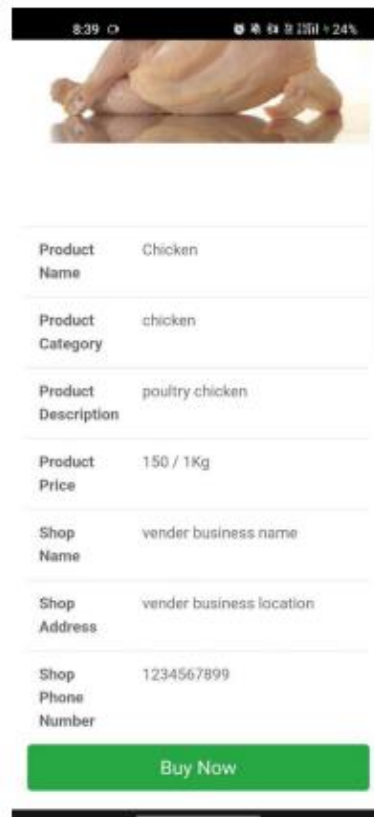 8:39
24%
Product Name
Chicken
Product Category
chicken
Product Description
poultry chicken
Product Price
150 / 1Kg
Shop Name
vender business name
Shop Address
vender business location
Shop Phone Number
1234567899
Buy Now